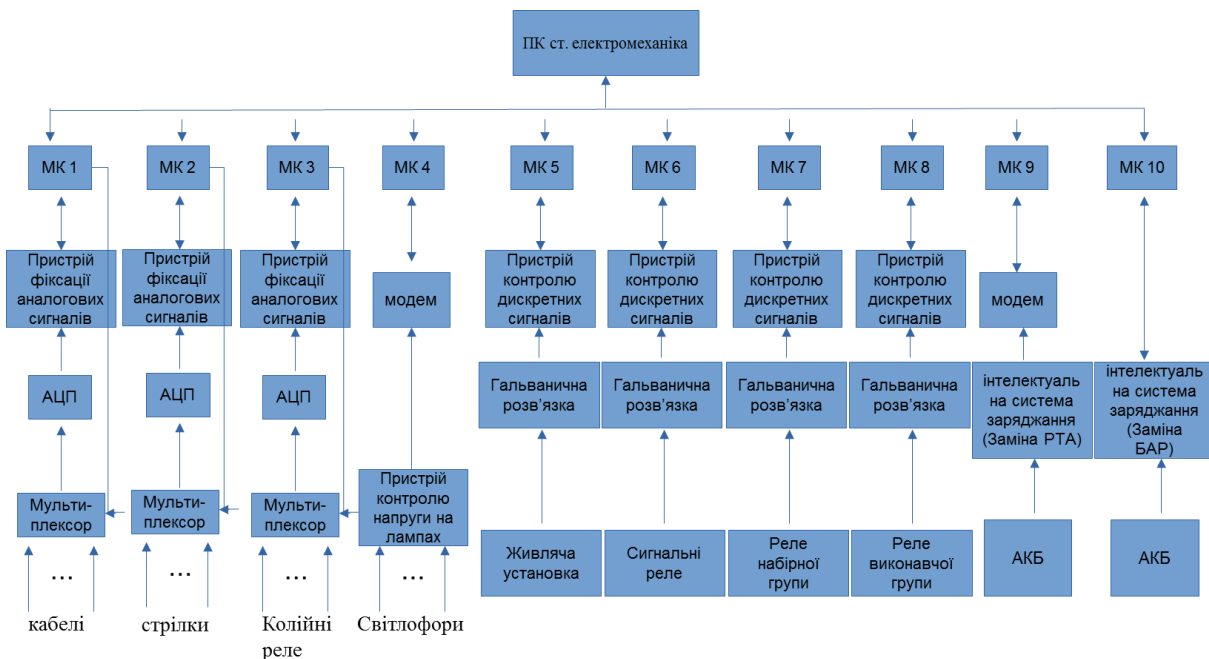 ПК ст. електромеханіка
МК 1
МК 2
МК 3
МК 4
МК 5
МК 6
МК 7
МК 8
МК 9
МК 10
Пристрій
фіксації
аналогових
сигналів
Пристрій
фіксації
аналогових
сигналів
Пристрій
фіксації
аналогових
сигналів
модем
Пристрій
контролю
дискретних
сигналів
Пристрій
контролю
дискретних
сигналів
Пристрій
контролю
дискретних
сигналів
Пристрій
контролю
дискретних
сигналів
модем
АЦП
АЦП
АЦП
Гальванична
розв’язка
Гальванична
розв’язка
Гальванична
розв’язка
Гальванична
розв’язка
інтелектуаль
на система
заряджання
(Заміна РТА)
інтелектуаль
на система
заряджання
(Заміна
БАР)
Мульти-
плексор
Мульти-
плексор
Мульти-
плексор
Пристрій
контролю
напруги на
лампах
Живляча
установка
Сигнальні
реле
Реле
набірної
групи
Реле
виконавчої
групи
АКБ
АКБ
...
...
...
...
кабелі
стрілки
Колійні
реле
Світлофори